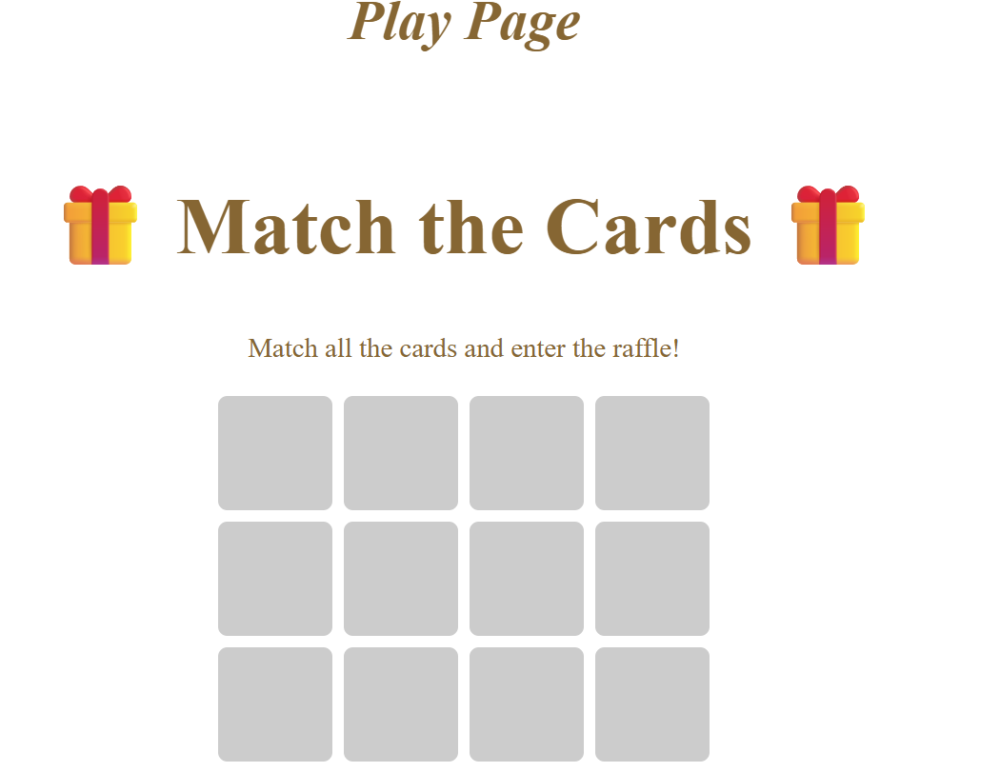 Play Page
Match the Cards
Match all the cards and enter the raffle!